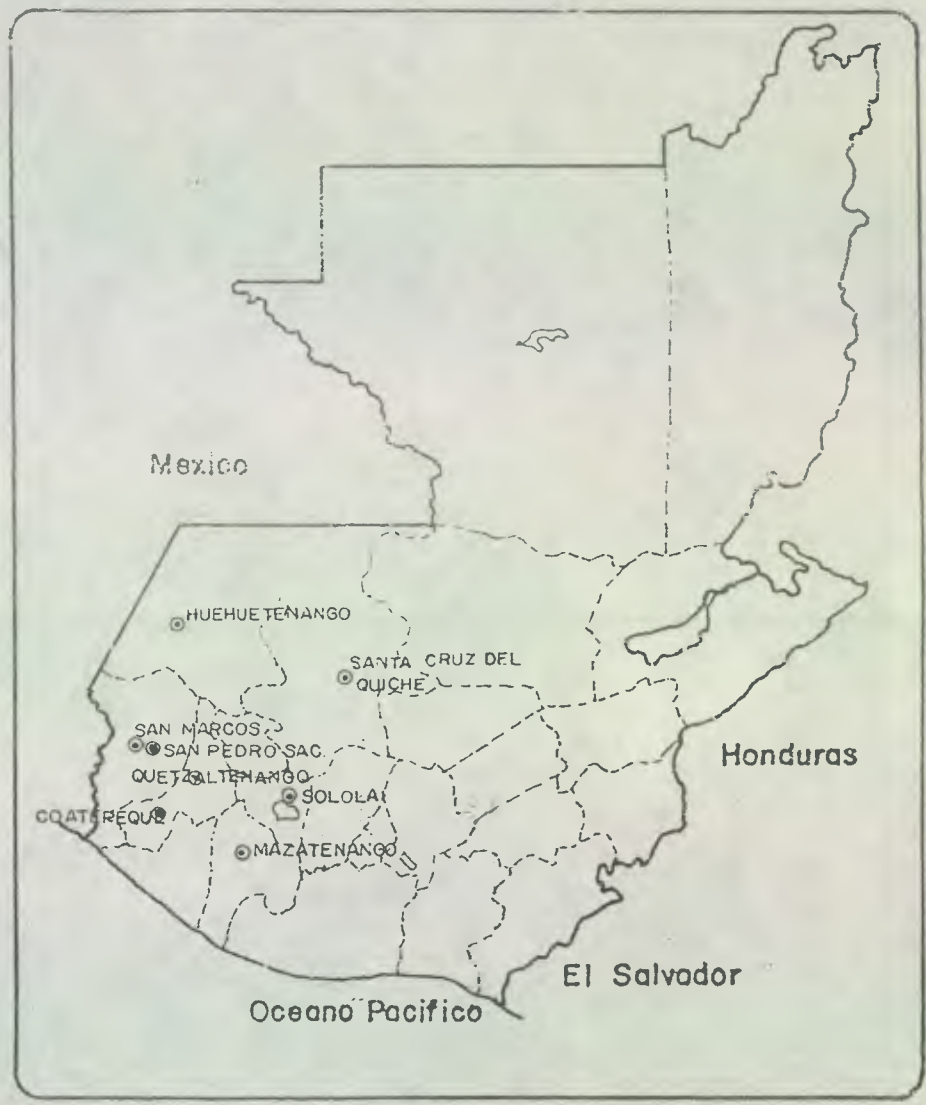 Mexico
HUEHUETENANGO
SANTA CRUZ DEL
QUICHE
SAN MARCOS
SAN PEDRO SAC.
QUETZALTENANGO
SOLOLA
COATEPEQUE
MAZATENANGO
Honduras
El Salvador
Oceano Pacifico